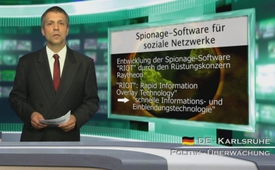 Spionage-Software für
soziale Netzwerke
Entwicklung der Spionage-Software
"RIOT" durch den Rüstungskonzern
Raytheon
"RIOT": Rapid Information
Overlay Technology"
"schnelle Informations- und
Einblendungstechnologie"
DE, Karlsruhe
Politik, Überwachung